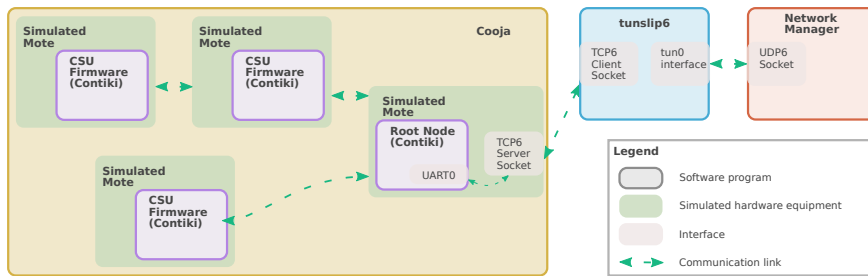 Simulated
Mote
CSU
Firmware
(Contiki)
Simulated
Mote
CSU
Firmware
(Contiki)
Cooja
Simulated
Mote
Root Node
(Contiki)
UART0
TCP6
Server
Socket
Simulated
Mote
CSU
Firmware
(Contiki)
tunslip6
TCP6
Client
Socket
tun0
interface
Network
Manager
UDP6
Socket
Legend
Software program
Simulated hardware equipment
Interface
Communication link